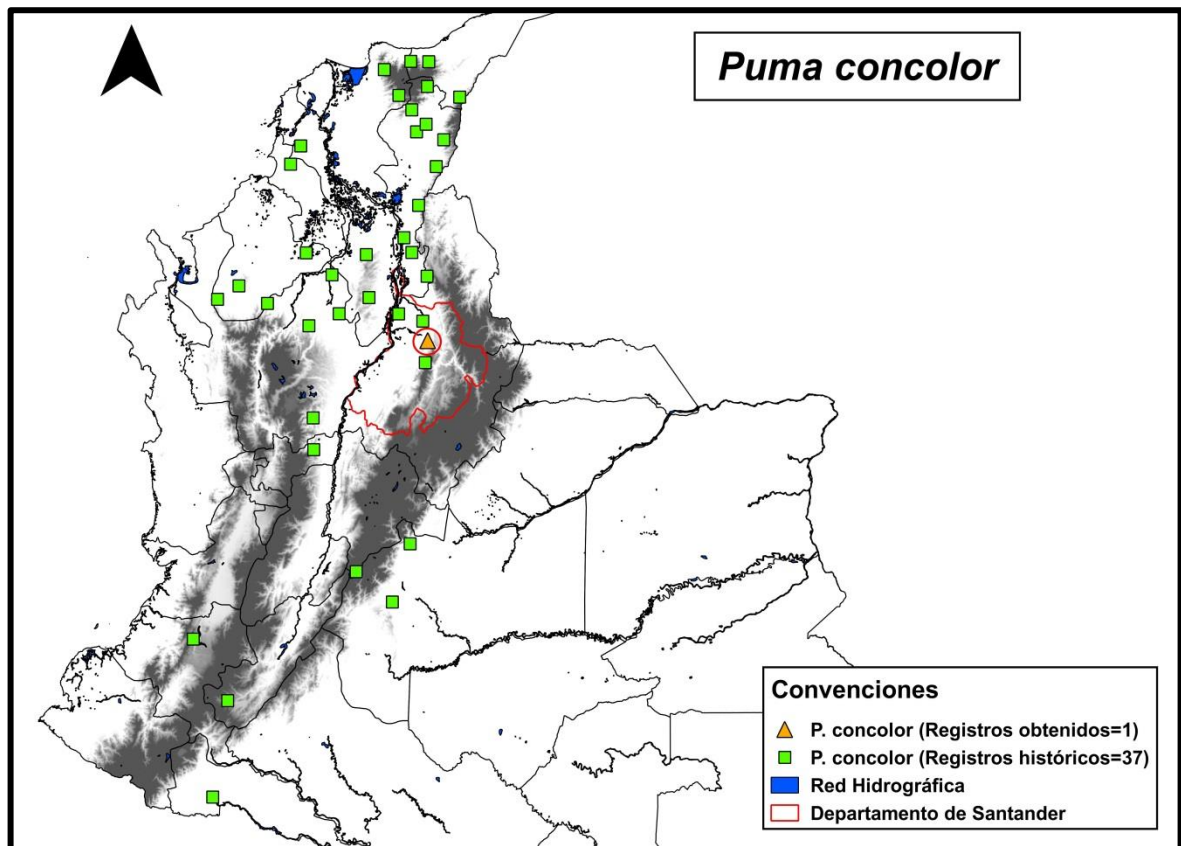 Puma concolor
Convenciones
P. concolor (Registros obtenidos=1)
P. concolor (Registros históricos=37)
Red Hidrográfica
Departamento de Santander